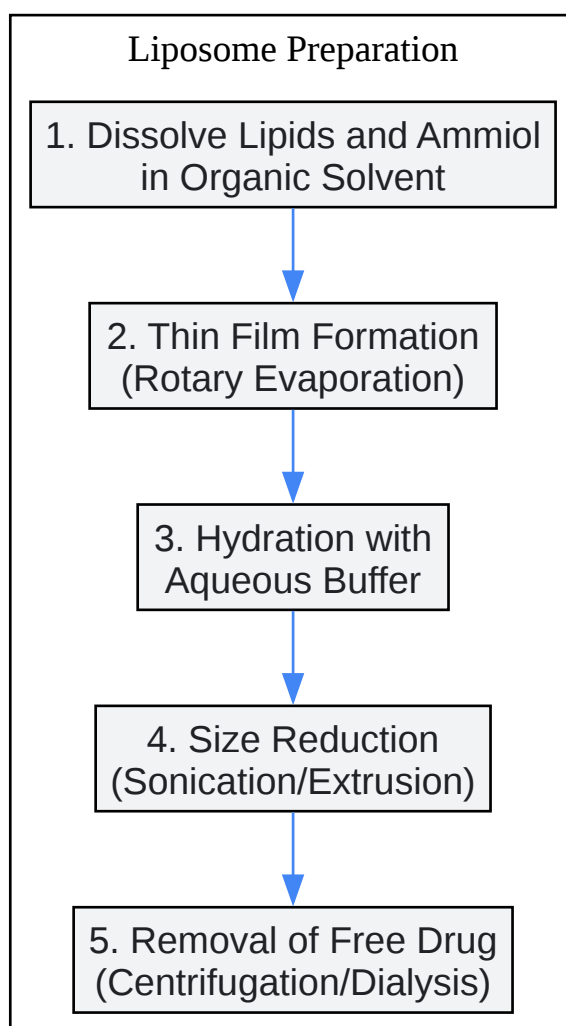 Liposome Preparation
1. Dissolve Lipids and Ammiol
in Organic Solvent
2. Thin Film Formation
(Rotary Evaporation)
3. Hydration with
Aqueous Buffer
4. Size Reduction
(Sonication/Extrusion)
5. Removal of Free Drug
(Centrifugation/Dialysis)